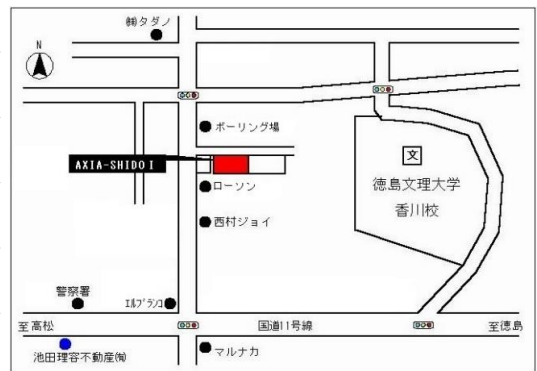 ㈱タダノ
N
ボーリング場
AXIA-SHIDO I
文
徳島文理大学
香川校
ローソン
西村ジョイ
警察署
エルブランコ
至高松
国道11号線
至徳島
池田理容不動産㈱
マルナカ